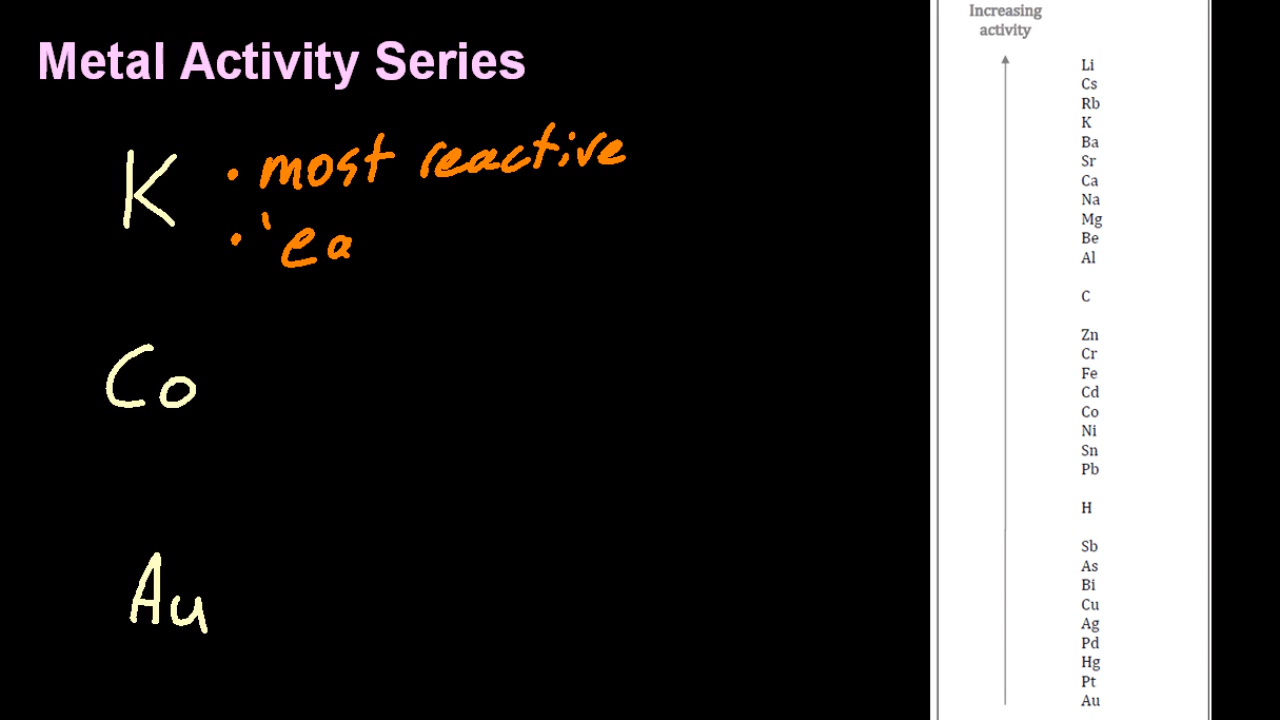 Metal Activity Series
K
• most reactive
• 'ea
Co
Au
Increasing
activity
Li
Cs
Rb
K
Ba
Sr
Ca
Na
Mg
Be
Al
C
Zn
Cr
Fe
Cd
Co
Ni
Sn
Pb
H
Sb
As
Bi
Cu
Ag
Pd
Hg
Pt
Au